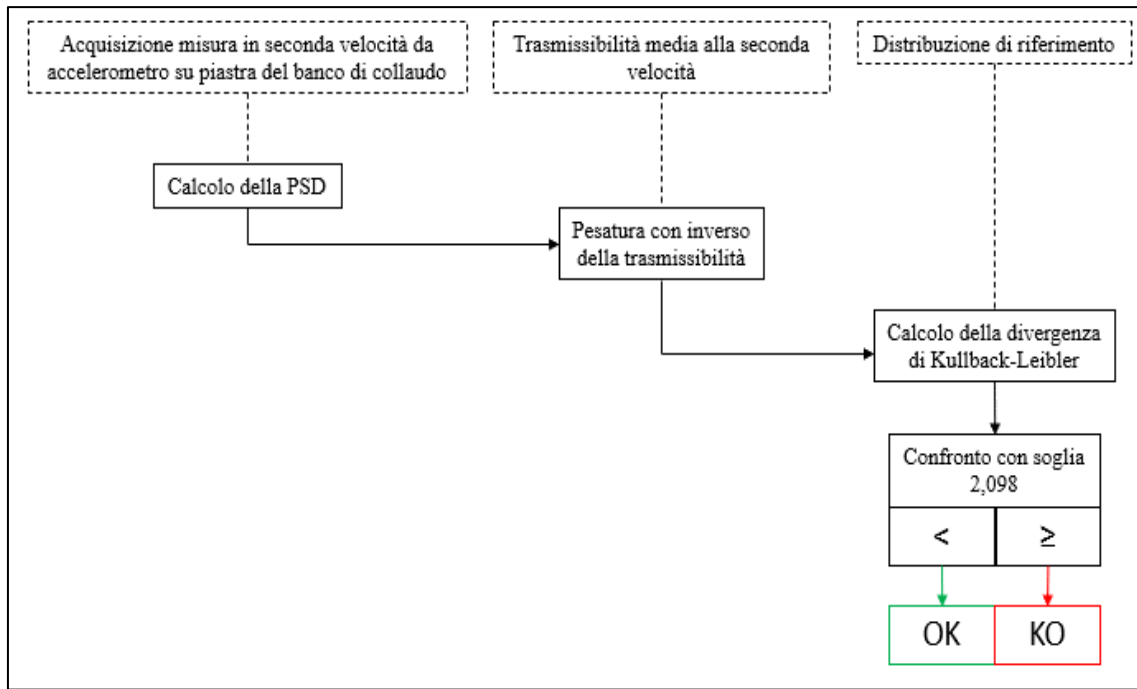 Acquisizione misura in seconda velocità da
accelerometro su piastra del banco di collaudo
Trasmissibilità media alla seconda
velocità
Distribuzione di riferimento
Calcolo della PSD
Pesatura con inverso
della trasmissibilità
Calcolo della divergenza
di Kullback-Leibler
Confronto con soglia
2,098
<
≥
OK
KO